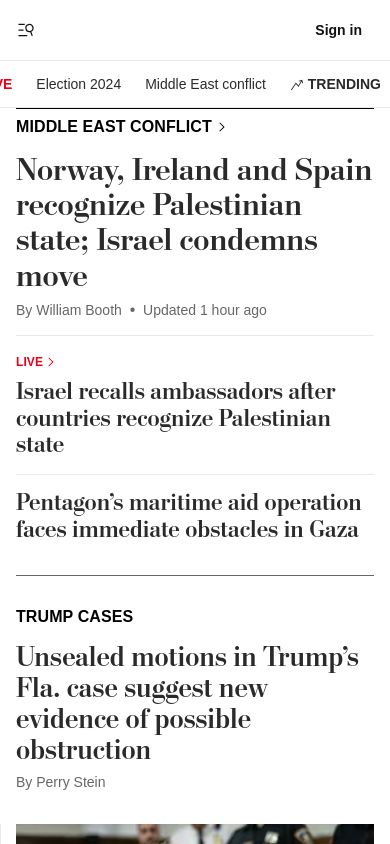 Sign in
VE Election 2024 Middle East conflict TRENDING
MIDDLE EAST CONFLICT
Norway, Ireland and Spain
recognize Palestinian
state; Israel condemns
move
By William Booth • Updated 1 hour ago
LIVE
Israel recalls ambassadors after
countries recognize Palestinian
state
Pentagon’s maritime aid operation
faces immediate obstacles in Gaza
TRUMP CASES
Unsealed motions in Trump’s
Fla. case suggest new
evidence of possible
obstruction
By Perry Stein